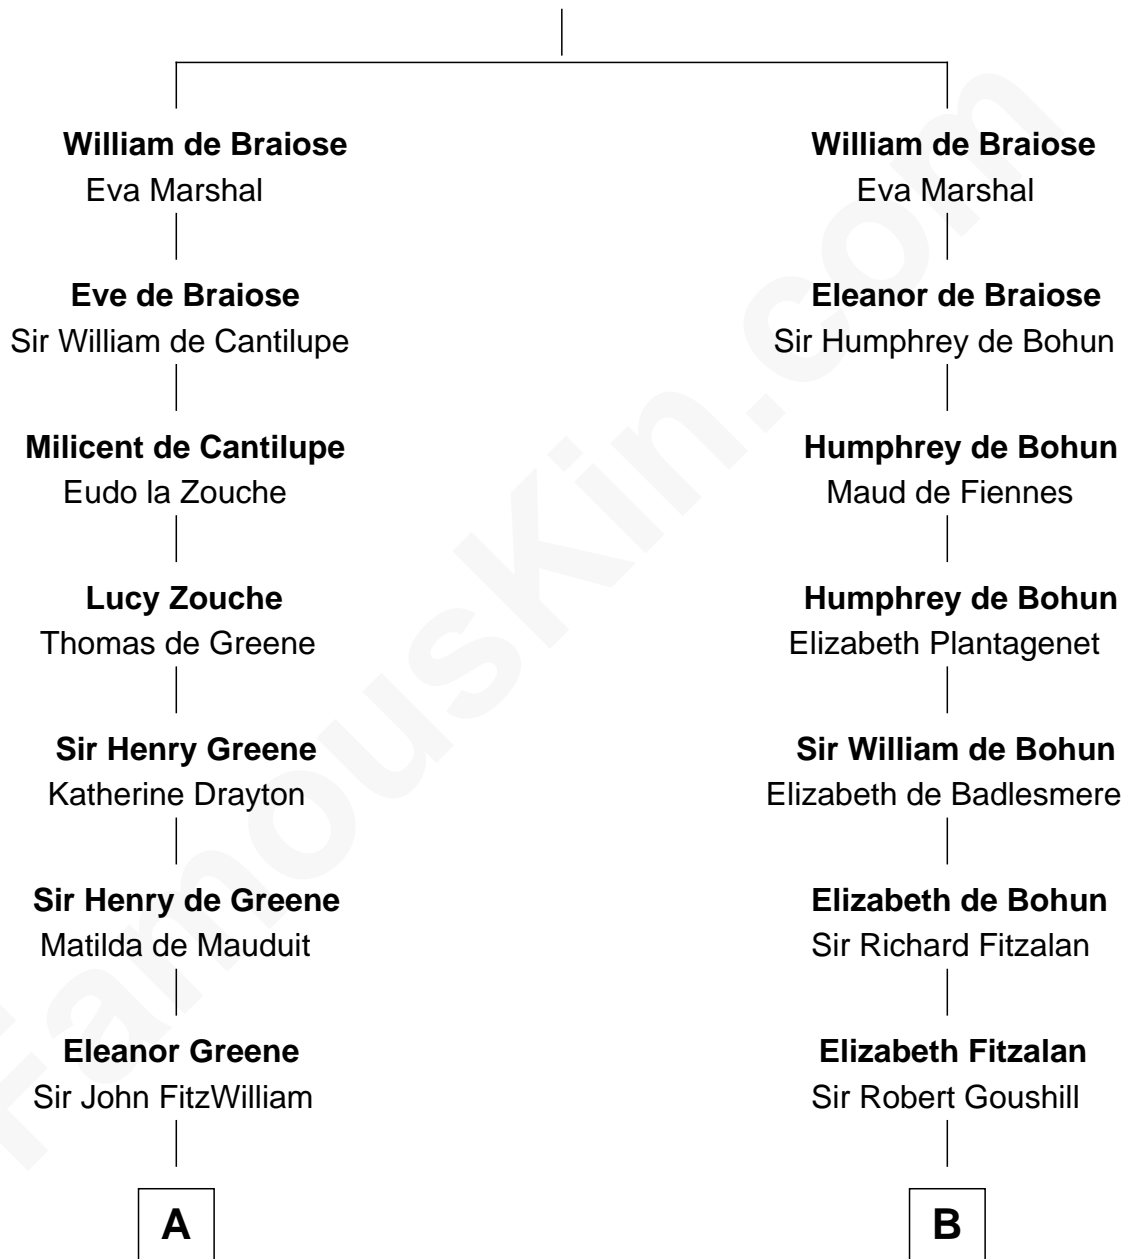 William de Braiose
Eva Marshal
Eve de Braiose
Sir William de Cantilupe
Milicent de Cantilupe
Eudo la Zouche
Lucy Zouche
Thomas de Greene
Sir Henry Greene
Katherine Drayton
Sir Henry de Greene
Matilda de Mauduit
Eleanor Greene
Sir John FitzWilliam
A
William de Braiose
Eva Marshal
Eleanor de Braiose
Sir Humphrey de Bohun
Humphrey de Bohun
Maud de Fiennes
Humphrey de Bohun
Elizabeth Plantagenet
Sir William de Bohun
Elizabeth de Badlesmere
Elizabeth de Bohun
Sir Richard Fitzalan
Elizabeth Fitzalan
Sir Robert Goushill
B
FamousKin.com